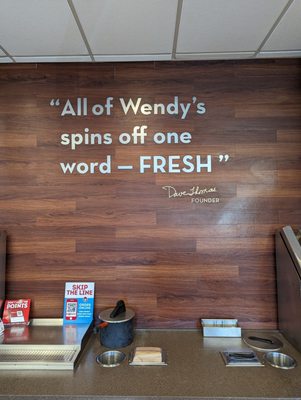 “All of Wendy’s
spins off one
word — FRESH”
Dave Thomas
FOUNDER
SKIP
THE LINE
POINTS